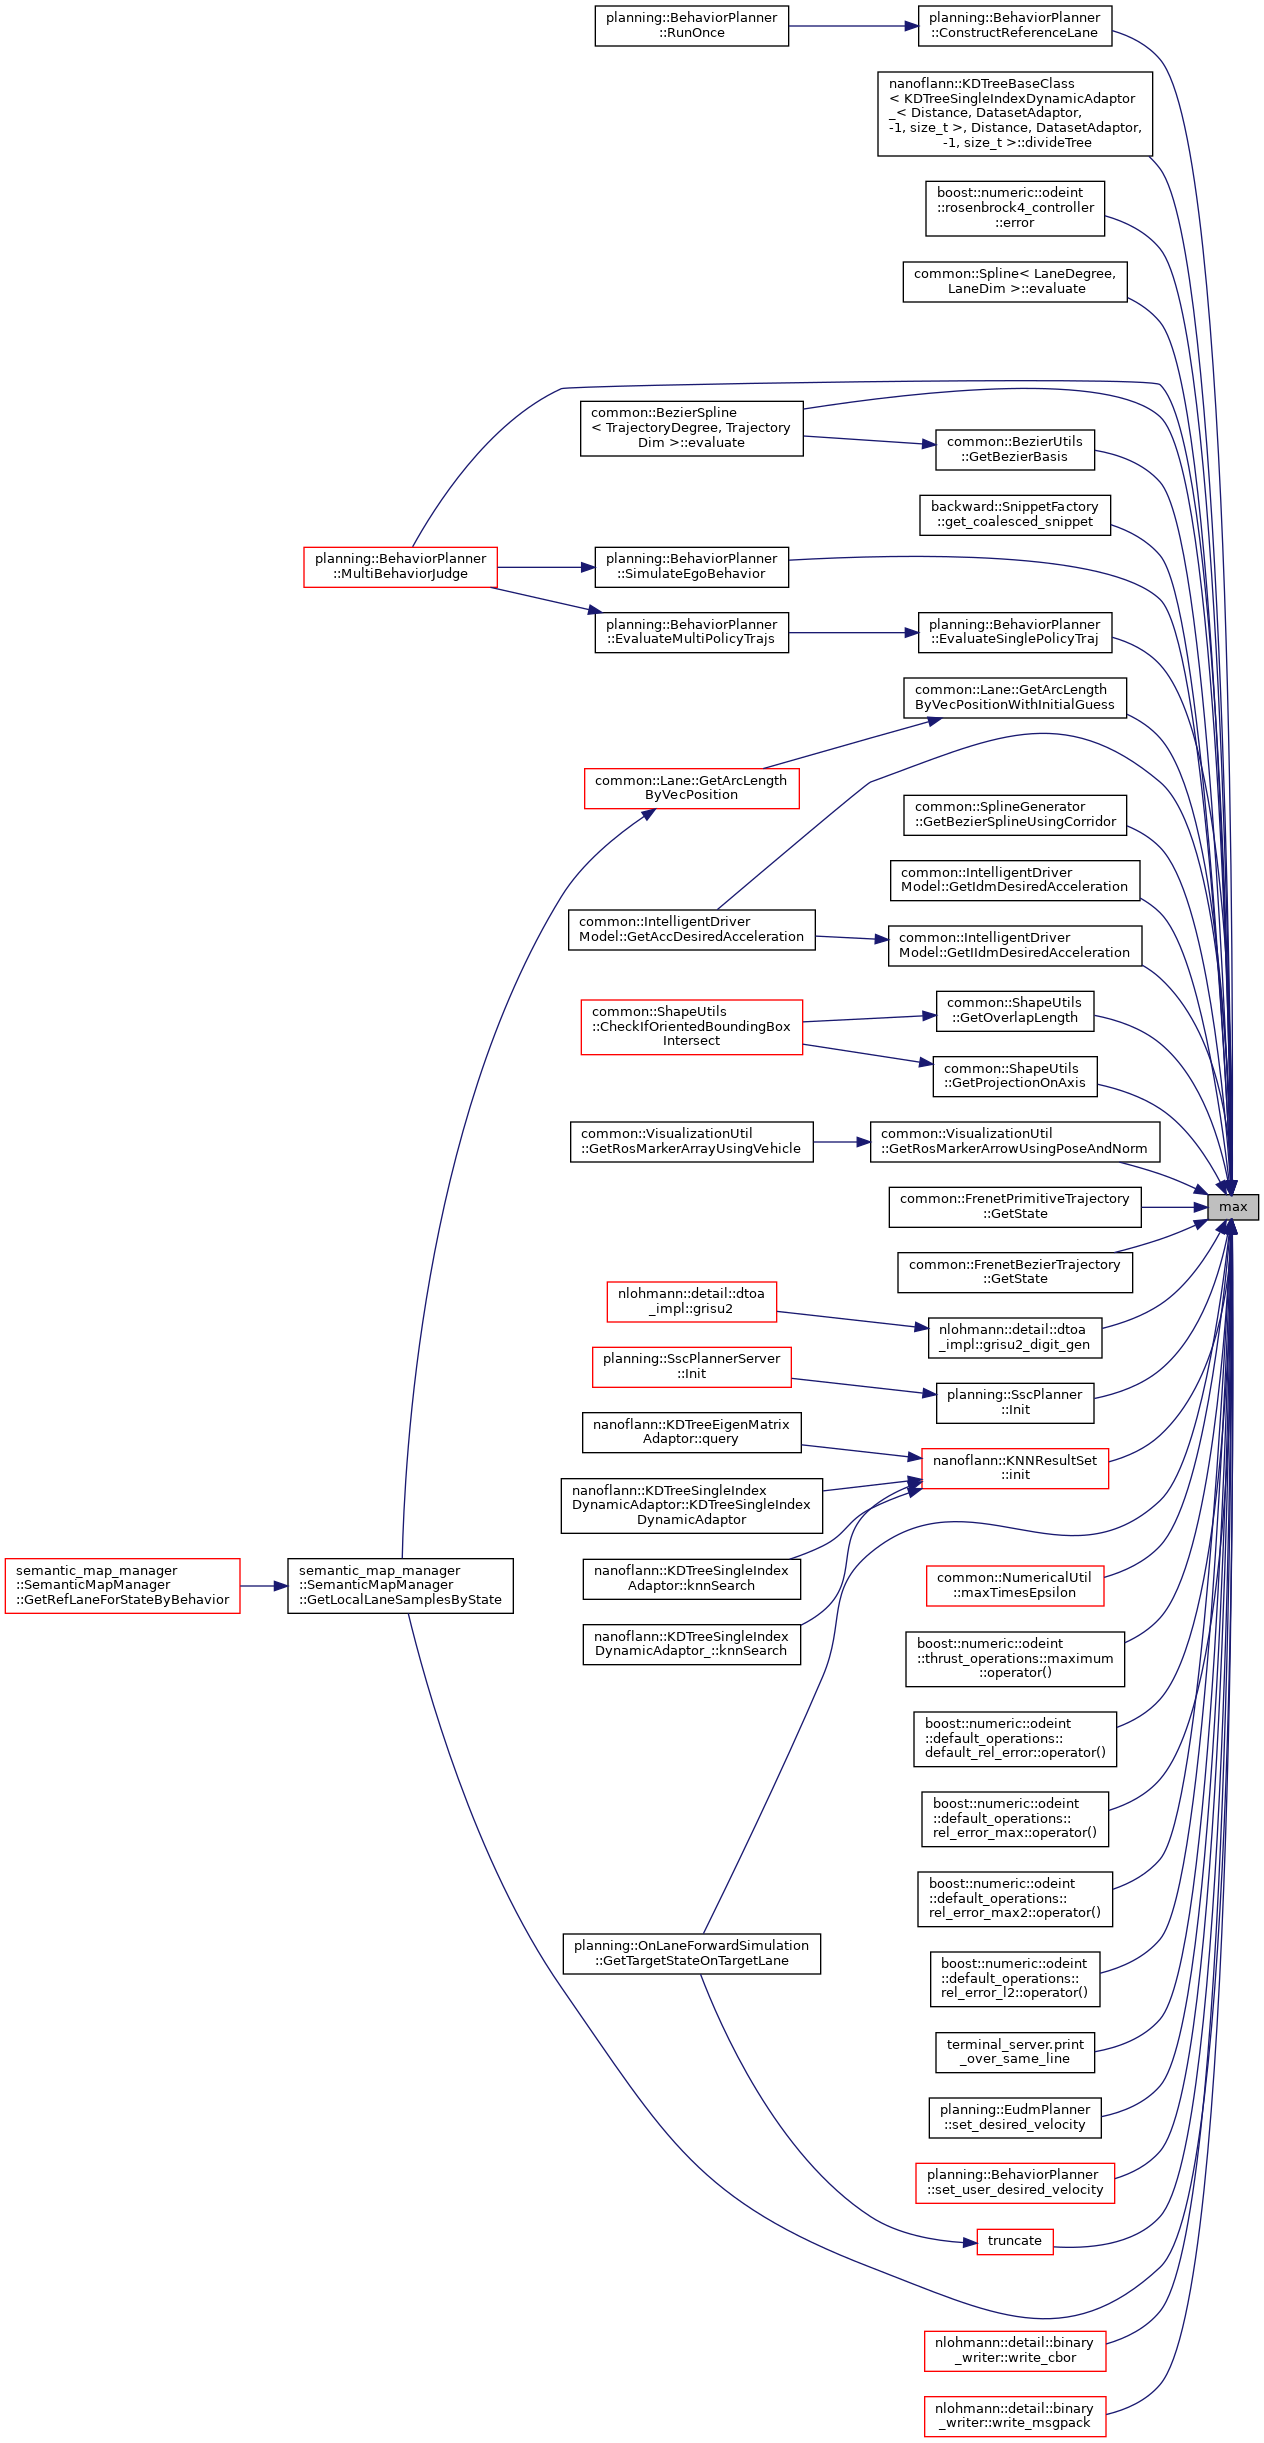 planning::BehaviorPlanner
::RunOnce
planning::BehaviorPlanner
::ConstructReferenceLane
nanoflann::KDTreeBaseClass
< KDTreeSingleIndexDynamicAdaptor
_< Distance, DatasetAdaptor,
-1, size_t >, Distance, DatasetAdaptor,
-1, size_t >::divideTree
boost::numeric::odeint
::rosenbrock4_controller
::error
common::Spline< LaneDegree,
LaneDim >::evaluate
common::BezierSpline
< TrajectoryDegree, Trajectory
Dim >::evaluate
common::BezierUtils
::GetBezierBasis
backward::SnippetFactory
::get_coalesced_snippet
planning::BehaviorPlanner
::MultiBehaviorJudge
planning::BehaviorPlanner
::SimulateEgoBehavior
planning::BehaviorPlanner
::EvaluateMultiPolicyTrajs
planning::BehaviorPlanner
::EvaluateSinglePolicyTraj
common::Lane::GetArcLength
ByVecPositionWithInitialGuess
common::Lane::GetArcLength
ByVecPosition
common::SplineGenerator
::GetBezierSplineUsingCorridor
common::IntelligentDriver
Model::GetIdmDesiredAcceleration
common::IntelligentDriver
Model::GetAccDesiredAcceleration
common::IntelligentDriver
Model::GetIIdmDesiredAcceleration
common::ShapeUtils
::CheckIfOrientedBoundingBox
Intersect
common::ShapeUtils
::GetOverlapLength
common::ShapeUtils
::GetProjectionOnAxis
common::VisualizationUtil
::GetRosMarkerArrayUsingVehicle
common::VisualizationUtil
::GetRosMarkerArrowUsingPoseAndNorm
common::FrenetPrimitiveTrajectory
::GetState
max
common::FrenetBezierTrajectory
::GetState
nlohmann::detail::dtoa
_impl::grisu2
nlohmann::detail::dtoa
_impl::grisu2_digit_gen
planning::SscPlannerServer
::Init
planning::SscPlanner
::Init
nanoflann::KDTreeEigenMatrix
Adaptor::query
nanoflann::KNNResultSet
::init
nanoflann::KDTreeSingleIndex
DynamicAdaptor::KDTreeSingleIndex
DynamicAdaptor
nanoflann::KDTreeSingleIndex
Adaptor::knnSearch
nanoflann::KDTreeSingleIndex
DynamicAdaptor_::knnSearch
semantic_map_manager
::SemanticMapManager
::GetRefLaneForStateByBehavior
semantic_map_manager
::SemanticMapManager
::GetLocalLaneSamplesByState
common::NumericalUtil
::maxTimesEpsilon
boost::numeric::odeint
::thrust_operations::maximum
::operator()
boost::numeric::odeint
::default_operations::
default_rel_error::operator()
boost::numeric::odeint
::default_operations::
rel_error_max::operator()
boost::numeric::odeint
::default_operations::
rel_error_max2::operator()
planning::OnLaneForwardSimulation
::GetTargetStateOnTargetLane
boost::numeric::odeint
::default_operations::
rel_error_l2::operator()
terminal_server.print
_over_same_line
planning::EudmPlanner
::set_desired_velocity
planning::BehaviorPlanner
::set_user_desired_velocity
truncate
nlohmann::detail::binary
_writer::write_cbor
nlohmann::detail::binary
_writer::write_msgpack